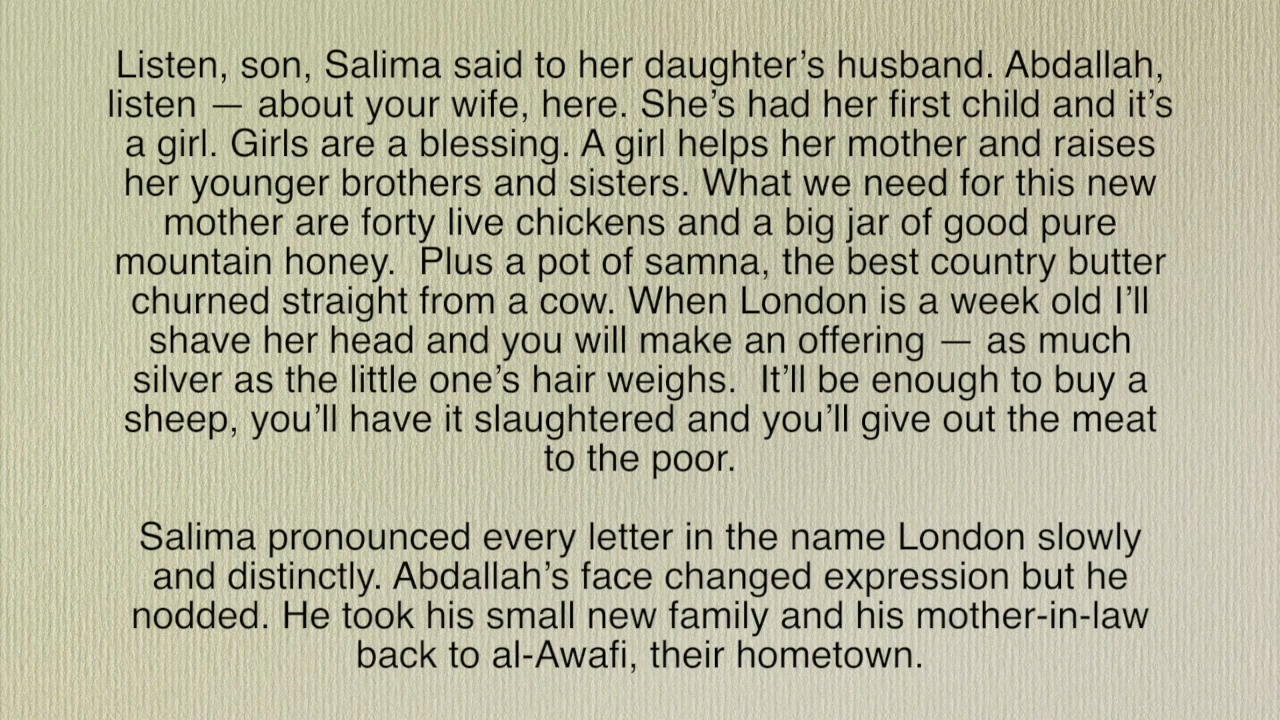 Listen, son, Salima said to her daughter’s husband. Abdallah,
listen — about your wife, here. She’s had her first child and it’s
a girl. Girls are a blessing. A girl helps her mother and raises
her younger brothers and sisters. What we need for this new
mother are forty live chickens and a big jar of good pure
mountain honey.  Plus a pot of samna, the best country butter
churned straight from a cow. When London is a week old I’ll
shave her head and you will make an offering — as much
silver as the little one’s hair weighs.  It’ll be enough to buy a
sheep, you’ll have it slaughtered and you’ll give out the meat
to the poor.

Salima pronounced every letter in the name London slowly
and distinctly. Abdallah’s face changed expression but he
nodded. He took his small new family and his mother-in-law
back to al-Awafi, their hometown.